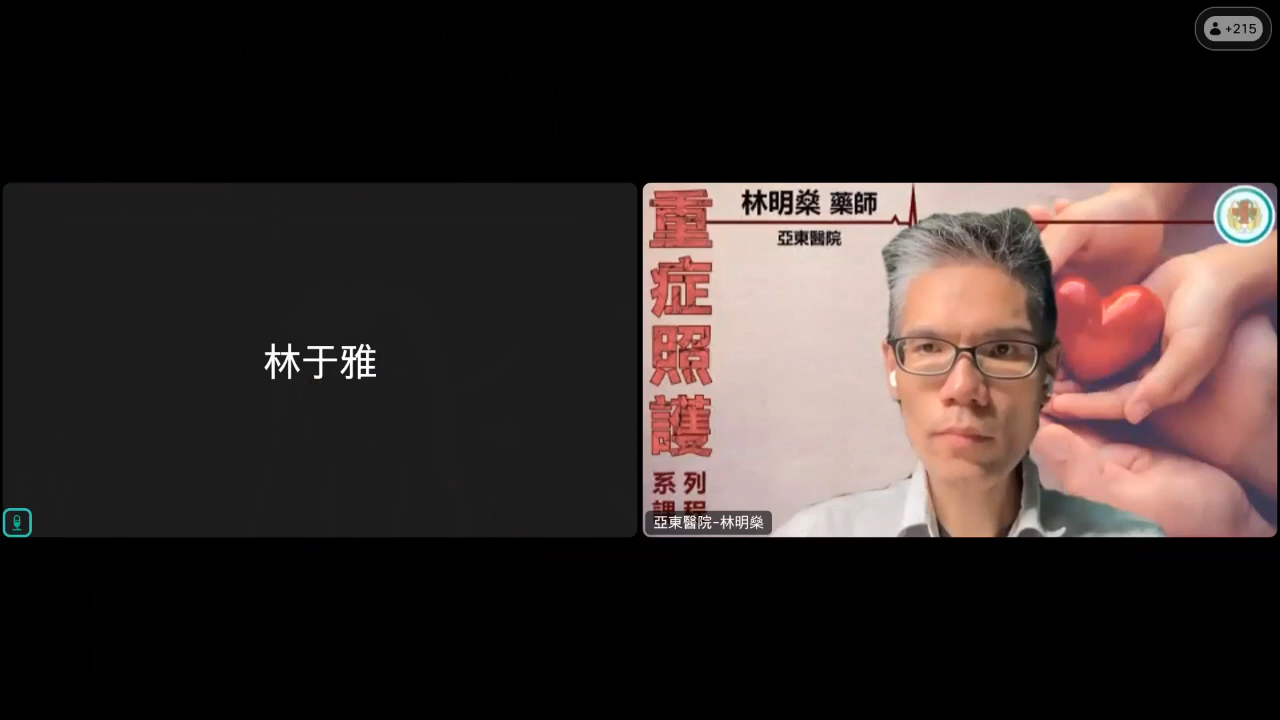 +215
林于雅
林明燊 藥師
亞東醫院
重症照護
系列
課程
亞東醫院-林明燊